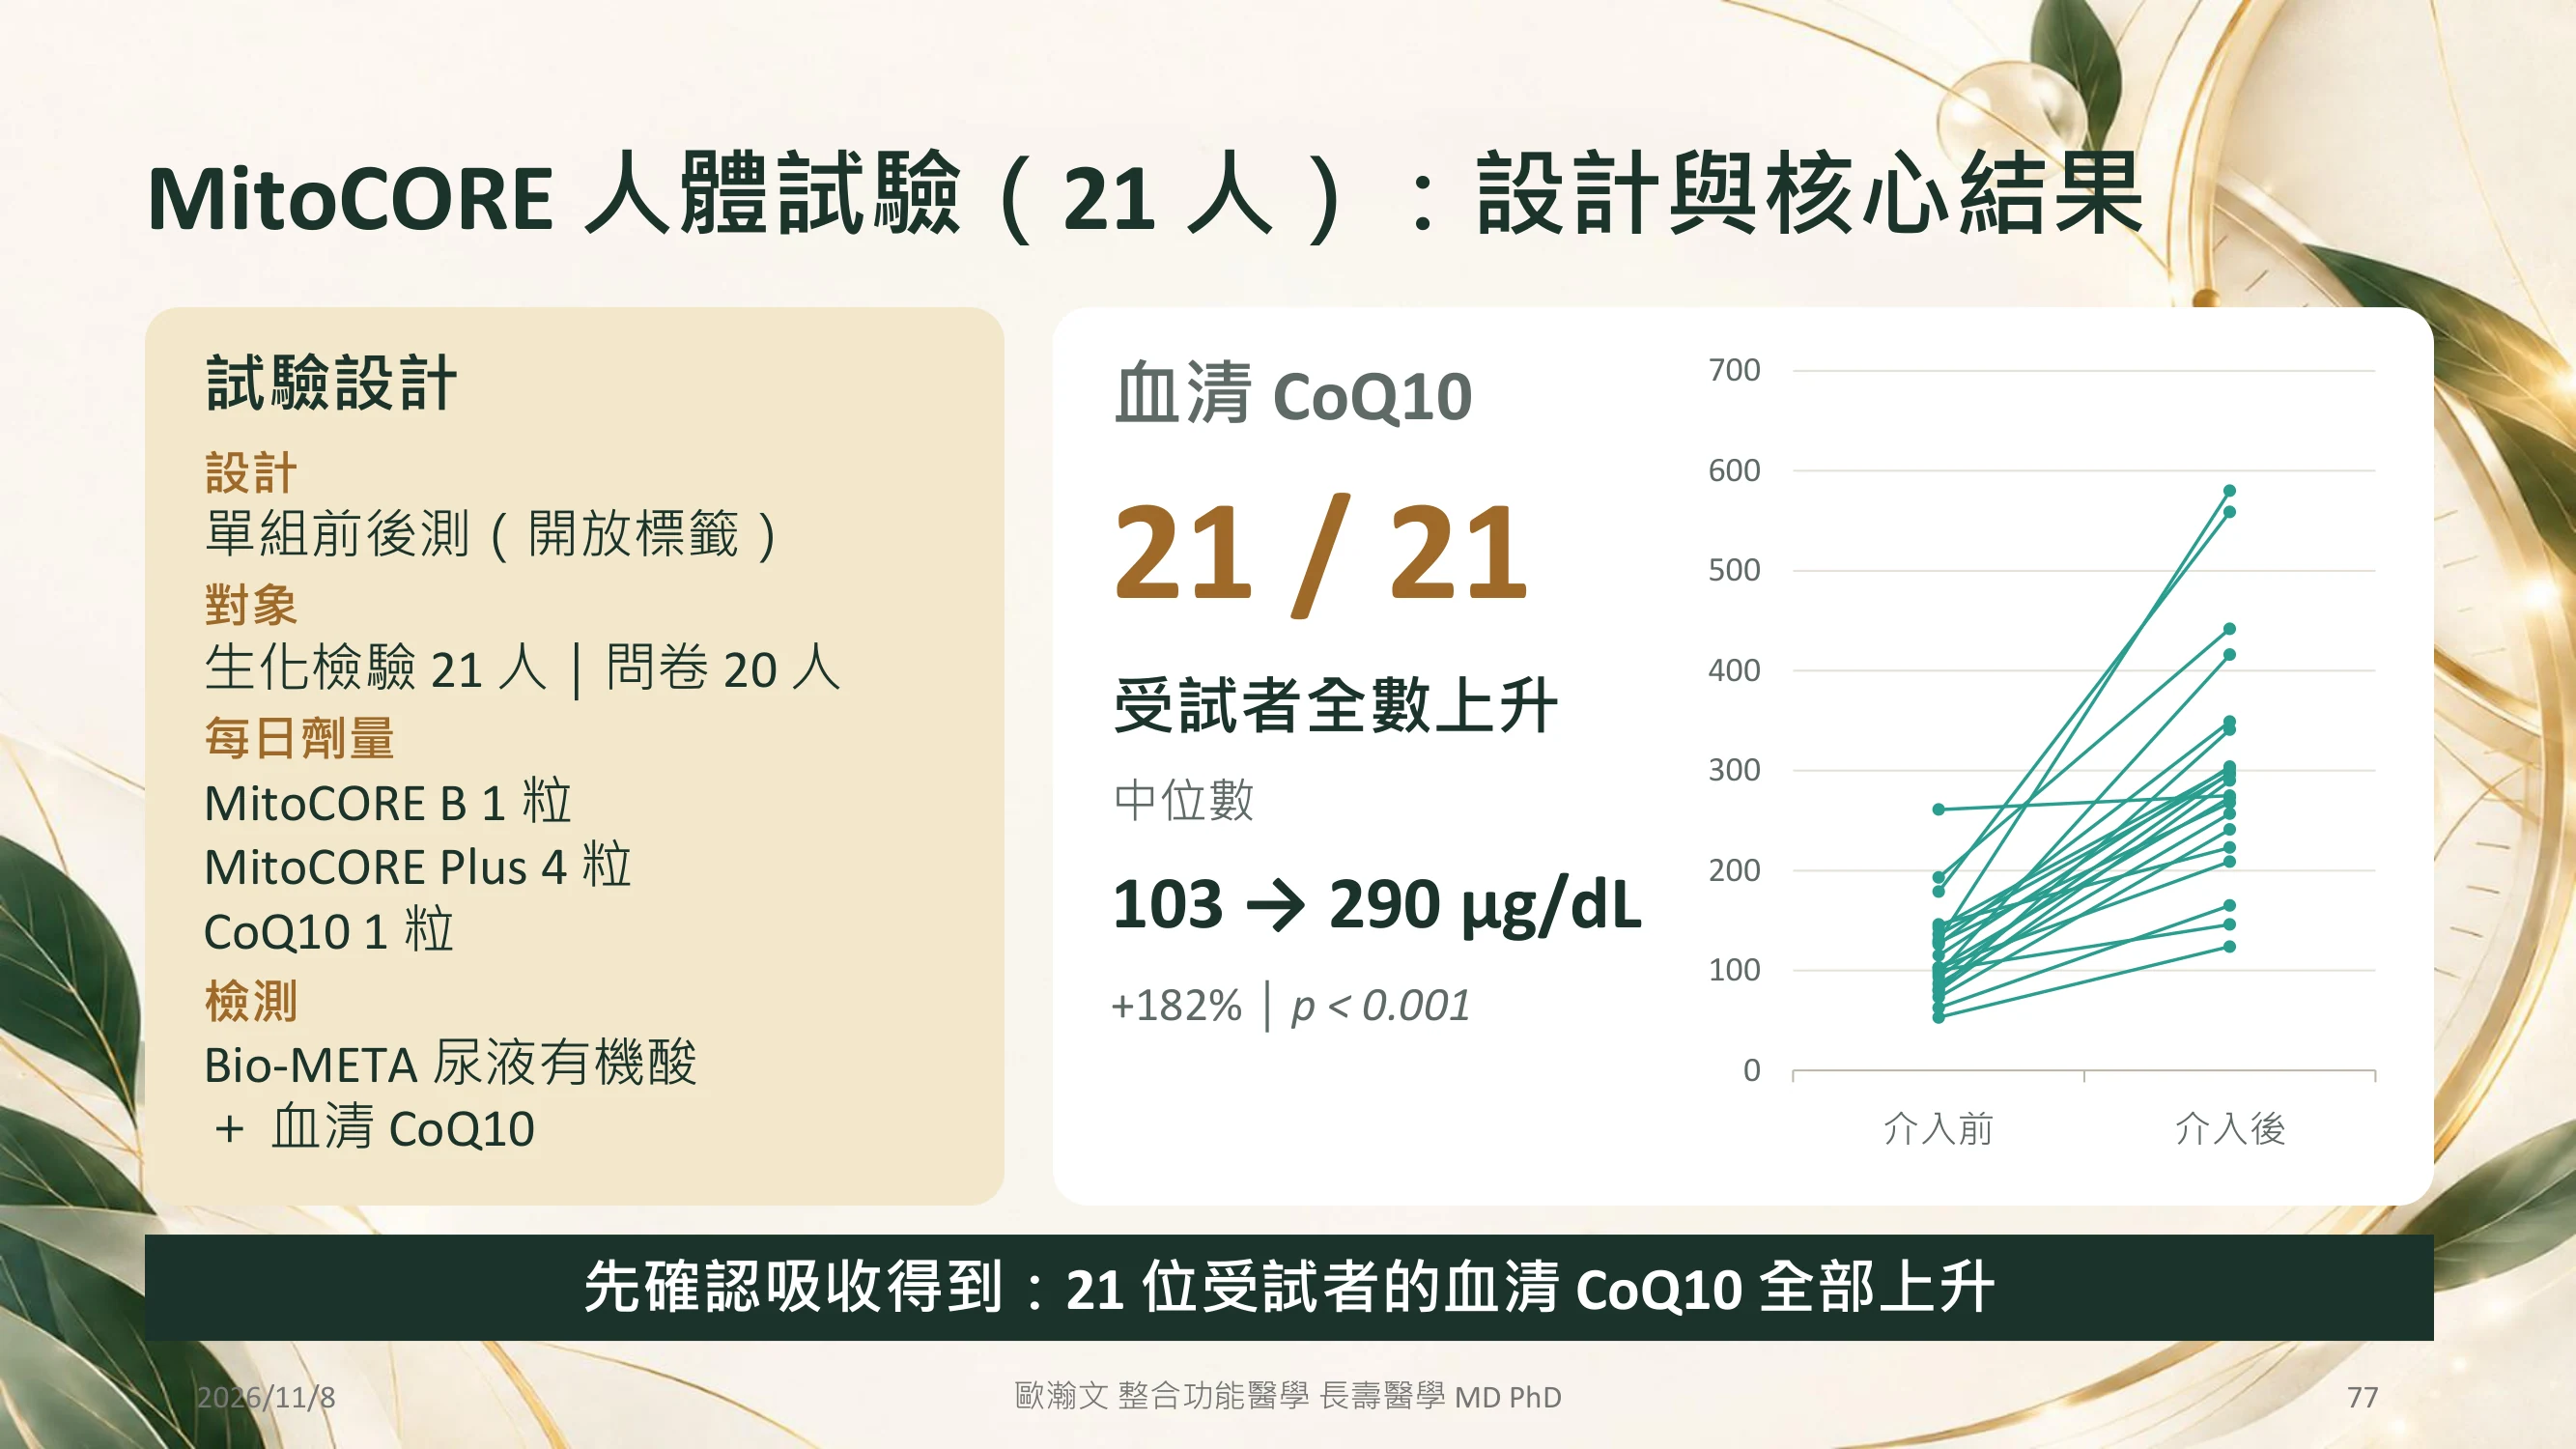 MitoCORE 人體試驗（21 人）：設計與核心結果
試驗設計
設計
單組前後測（開放標籤）
對象
生化檢驗 21 人｜問卷 20 人
每日劑量
MitoCORE B 1 粒
MitoCORE Plus 4 粒
CoQ10 1 粒
檢測
Bio-META 尿液有機酸
+ 血清 CoQ10
血清 CoQ10
21 / 21
受試者全數上升
中位數
103 → 290 µg/dL
+182%｜p < 0.001
700
600
500
400
300
200
100
0
介入前
介入後
先確認吸收得到：21 位受試者的血清 CoQ10 全部上升
2026/11/8
歐瀚文 整合功能醫學 長壽醫學 MD PhD
77